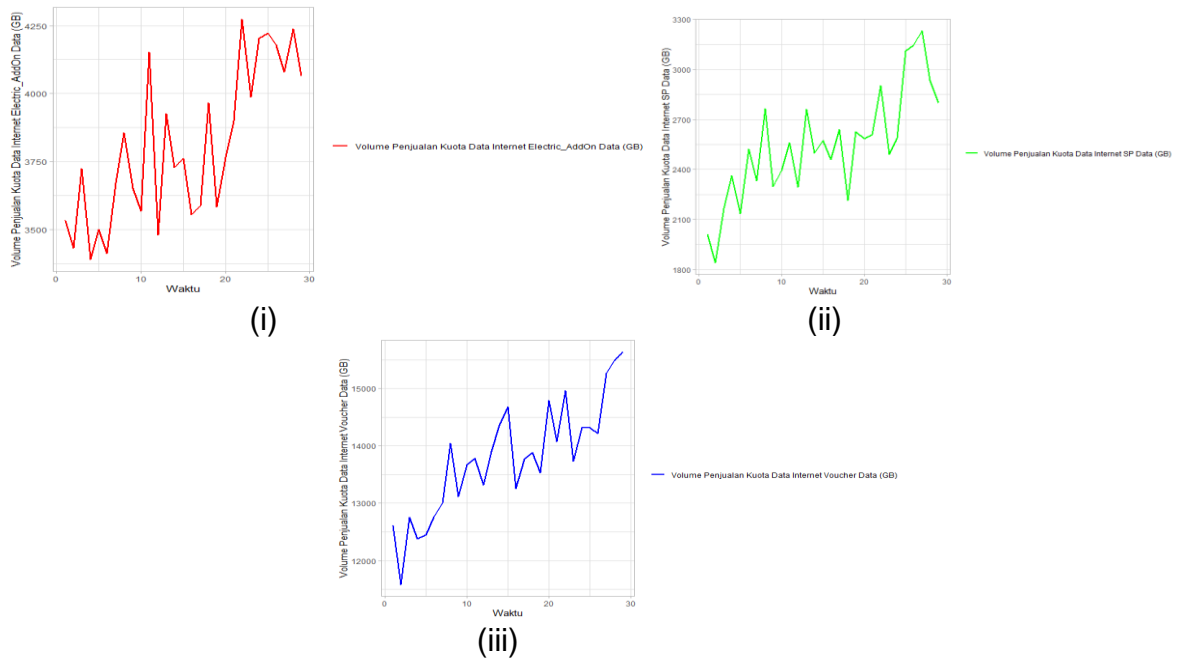 Volume Penjualan Kuota Data Internet Electric_AddOn Data (GB)
4250
4000
3750
3500
0
10
20
30
Waktu
Volume Penjualan Kuota Data Internet Electric_AddOn Data (GB)
(i)
Volume Penjualan Kuota Data Internet SP Data (GB)
3300
3000
2700
2400
2100
1800
0
10
20
30
Waktu
Volume Penjualan Kuota Data Internet SP Data (GB)
(ii)
Volume Penjualan Kuota Data Internet Voucher Data (GB)
15000
14000
13000
12000
0
10
20
30
Waktu
Volume Penjualan Kuota Data Internet Voucher Data (GB)
(iii)